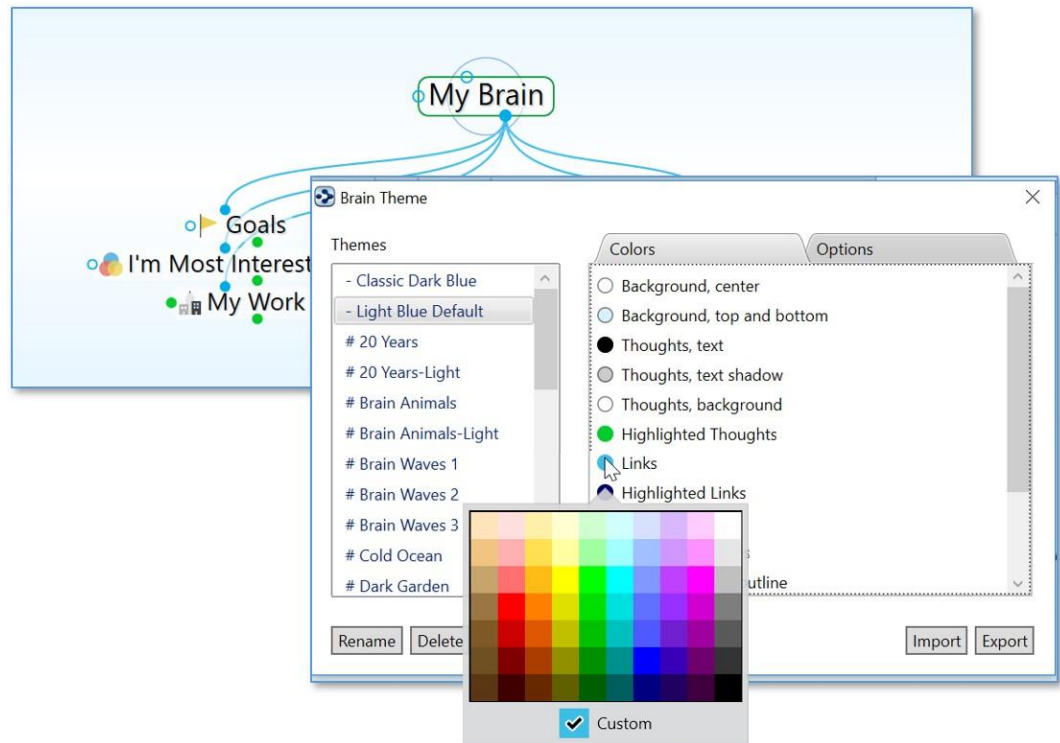 My Brain
Goals
I'm Most Interest
My Work
Brain Theme
Themes
- Classic Dark Blue
- Light Blue Default
# 20 Years
# 20 Years-Light
# Brain Animals
# Brain Animals-Light
# Brain Waves 1
# Brain Waves 2
# Brain Waves 3
# Cold Ocean
# Dark Garden
Rename
Delete
Colors
Options
Background, center
Background, top and bottom
Thoughts, text
Thoughts, text shadow
Thoughts, background
Highlighted Thoughts
Links
Highlighted Links
s
utline
Import
Export
Custom